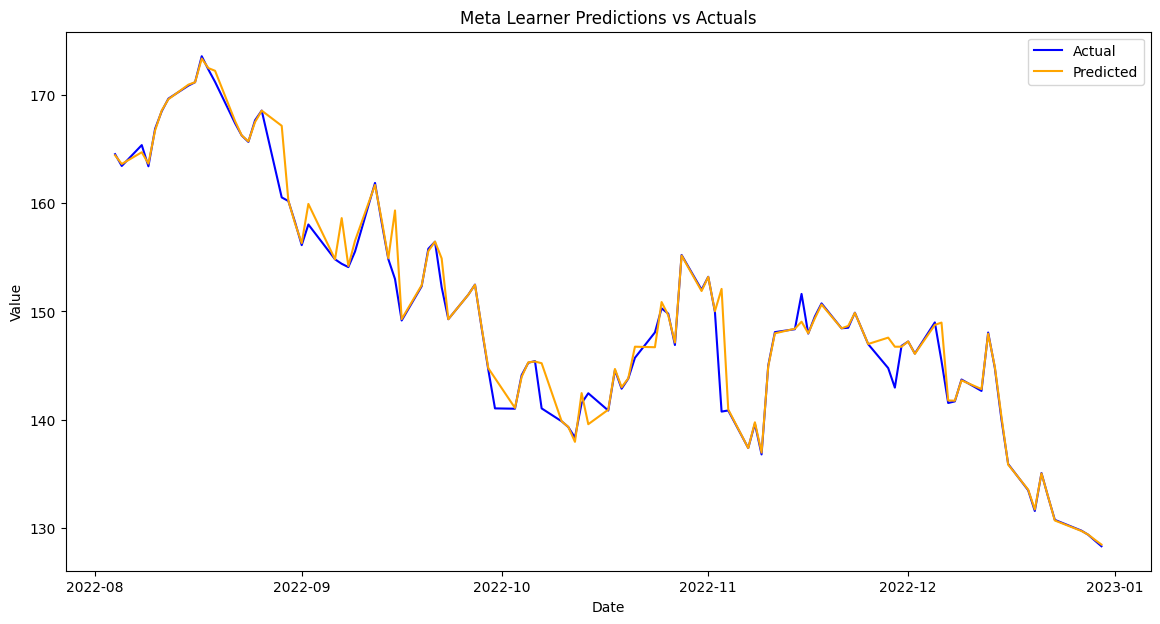 Meta Learner Predictions vs Actuals
Actual
Predicted
Value
170
160
150
140
130
2022-08
2022-09
2022-10
2022-11
2022-12
2023-01
Date